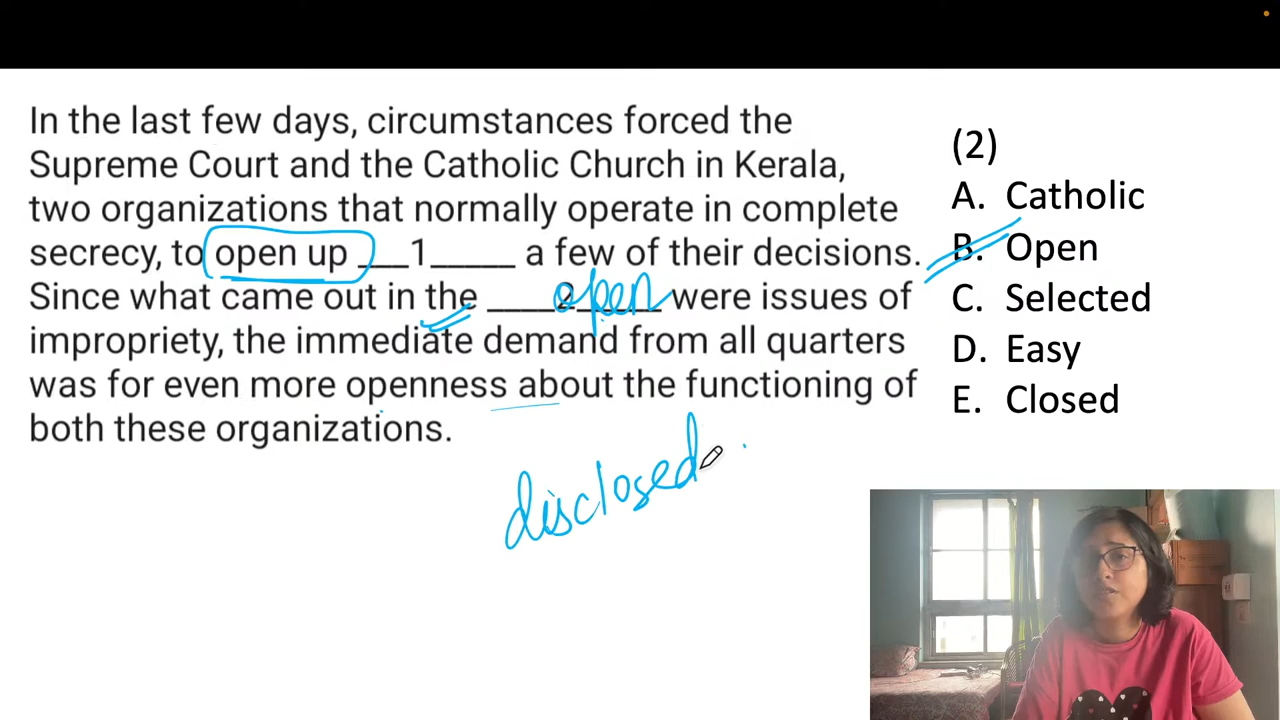 In the last few days, circumstances forced the
Supreme Court and the Catholic Church in Kerala,
two organizations that normally operate in complete
secrecy, to open up ___1_____ a few of their decisions.
Since what came out in the ____2_____ were issues of
open
impropriety, the immediate demand from all quarters
was for even more openness about the functioning of
both these organizations.
disclosed
(2)
A. Catholic
B. Open
C. Selected
D. Easy
E. Closed